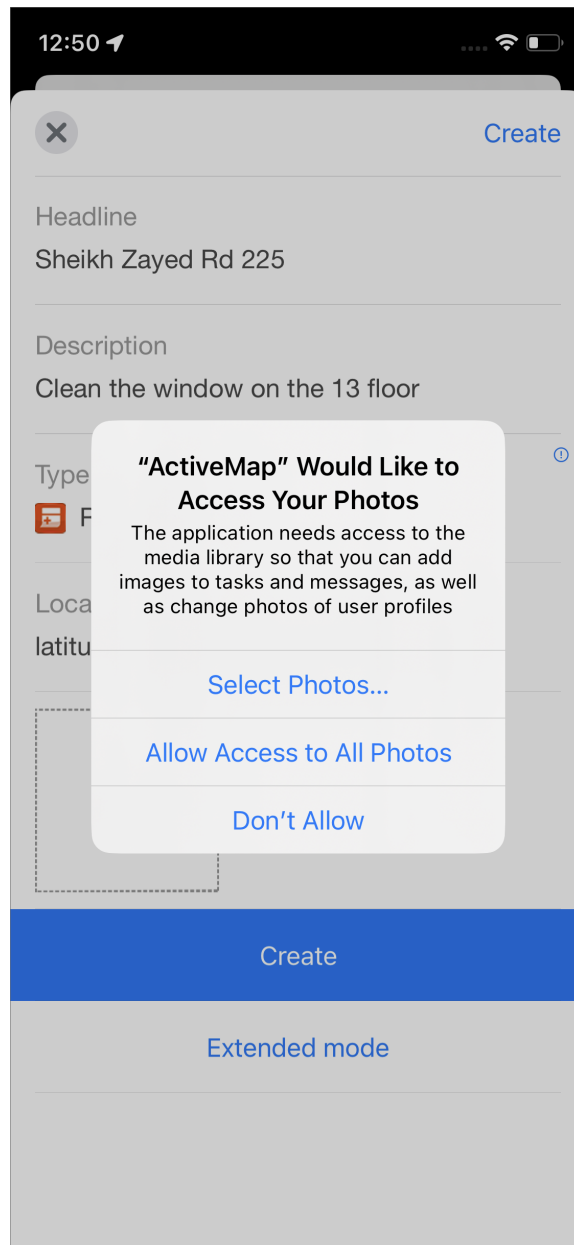 12:50
Create
Headline
Sheikh Zayed Rd 225
Description
Clean the window on the 13 floor
Type
“ActiveMap” Would Like to
Access Your Photos
The application needs access to the
media library so that you can add
images to tasks and messages, as well
as change photos of user profiles
Select Photos...
Allow Access to All Photos
Don’t Allow
Create
Extended mode